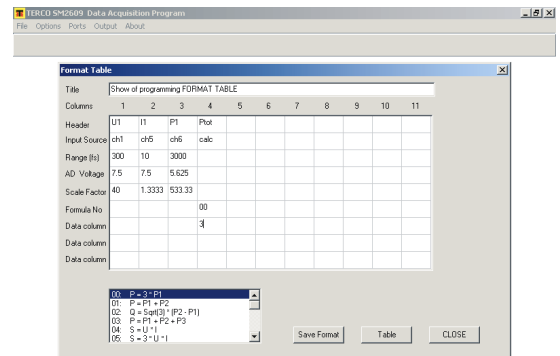 TERCO SM2609 Data Acquisition Program
File Options Ports Output About
Format Table
Title Show of programming FORMAT TABLE
Columns 1 2 3 4 5 6 7 8 9 10 11
Header U1 I1 P1 Ptot
Input Source ch1 ch5 ch6 calc
Range (fs) 300 10 3000
AD Voltage 7.5 7.5 5.625
Scale Factor 40 1.3333 533.33
Formula No 00
Data column 3
Data column
Data column
00: P = 3 * P1
01: P = P1 + P2
02: Q = Sqrt(3) * (P2 - P1)
03: P = P1 + P2 + P3
04: S = U * I
05: S = 3 * U * I
Save Format Table CLOSE